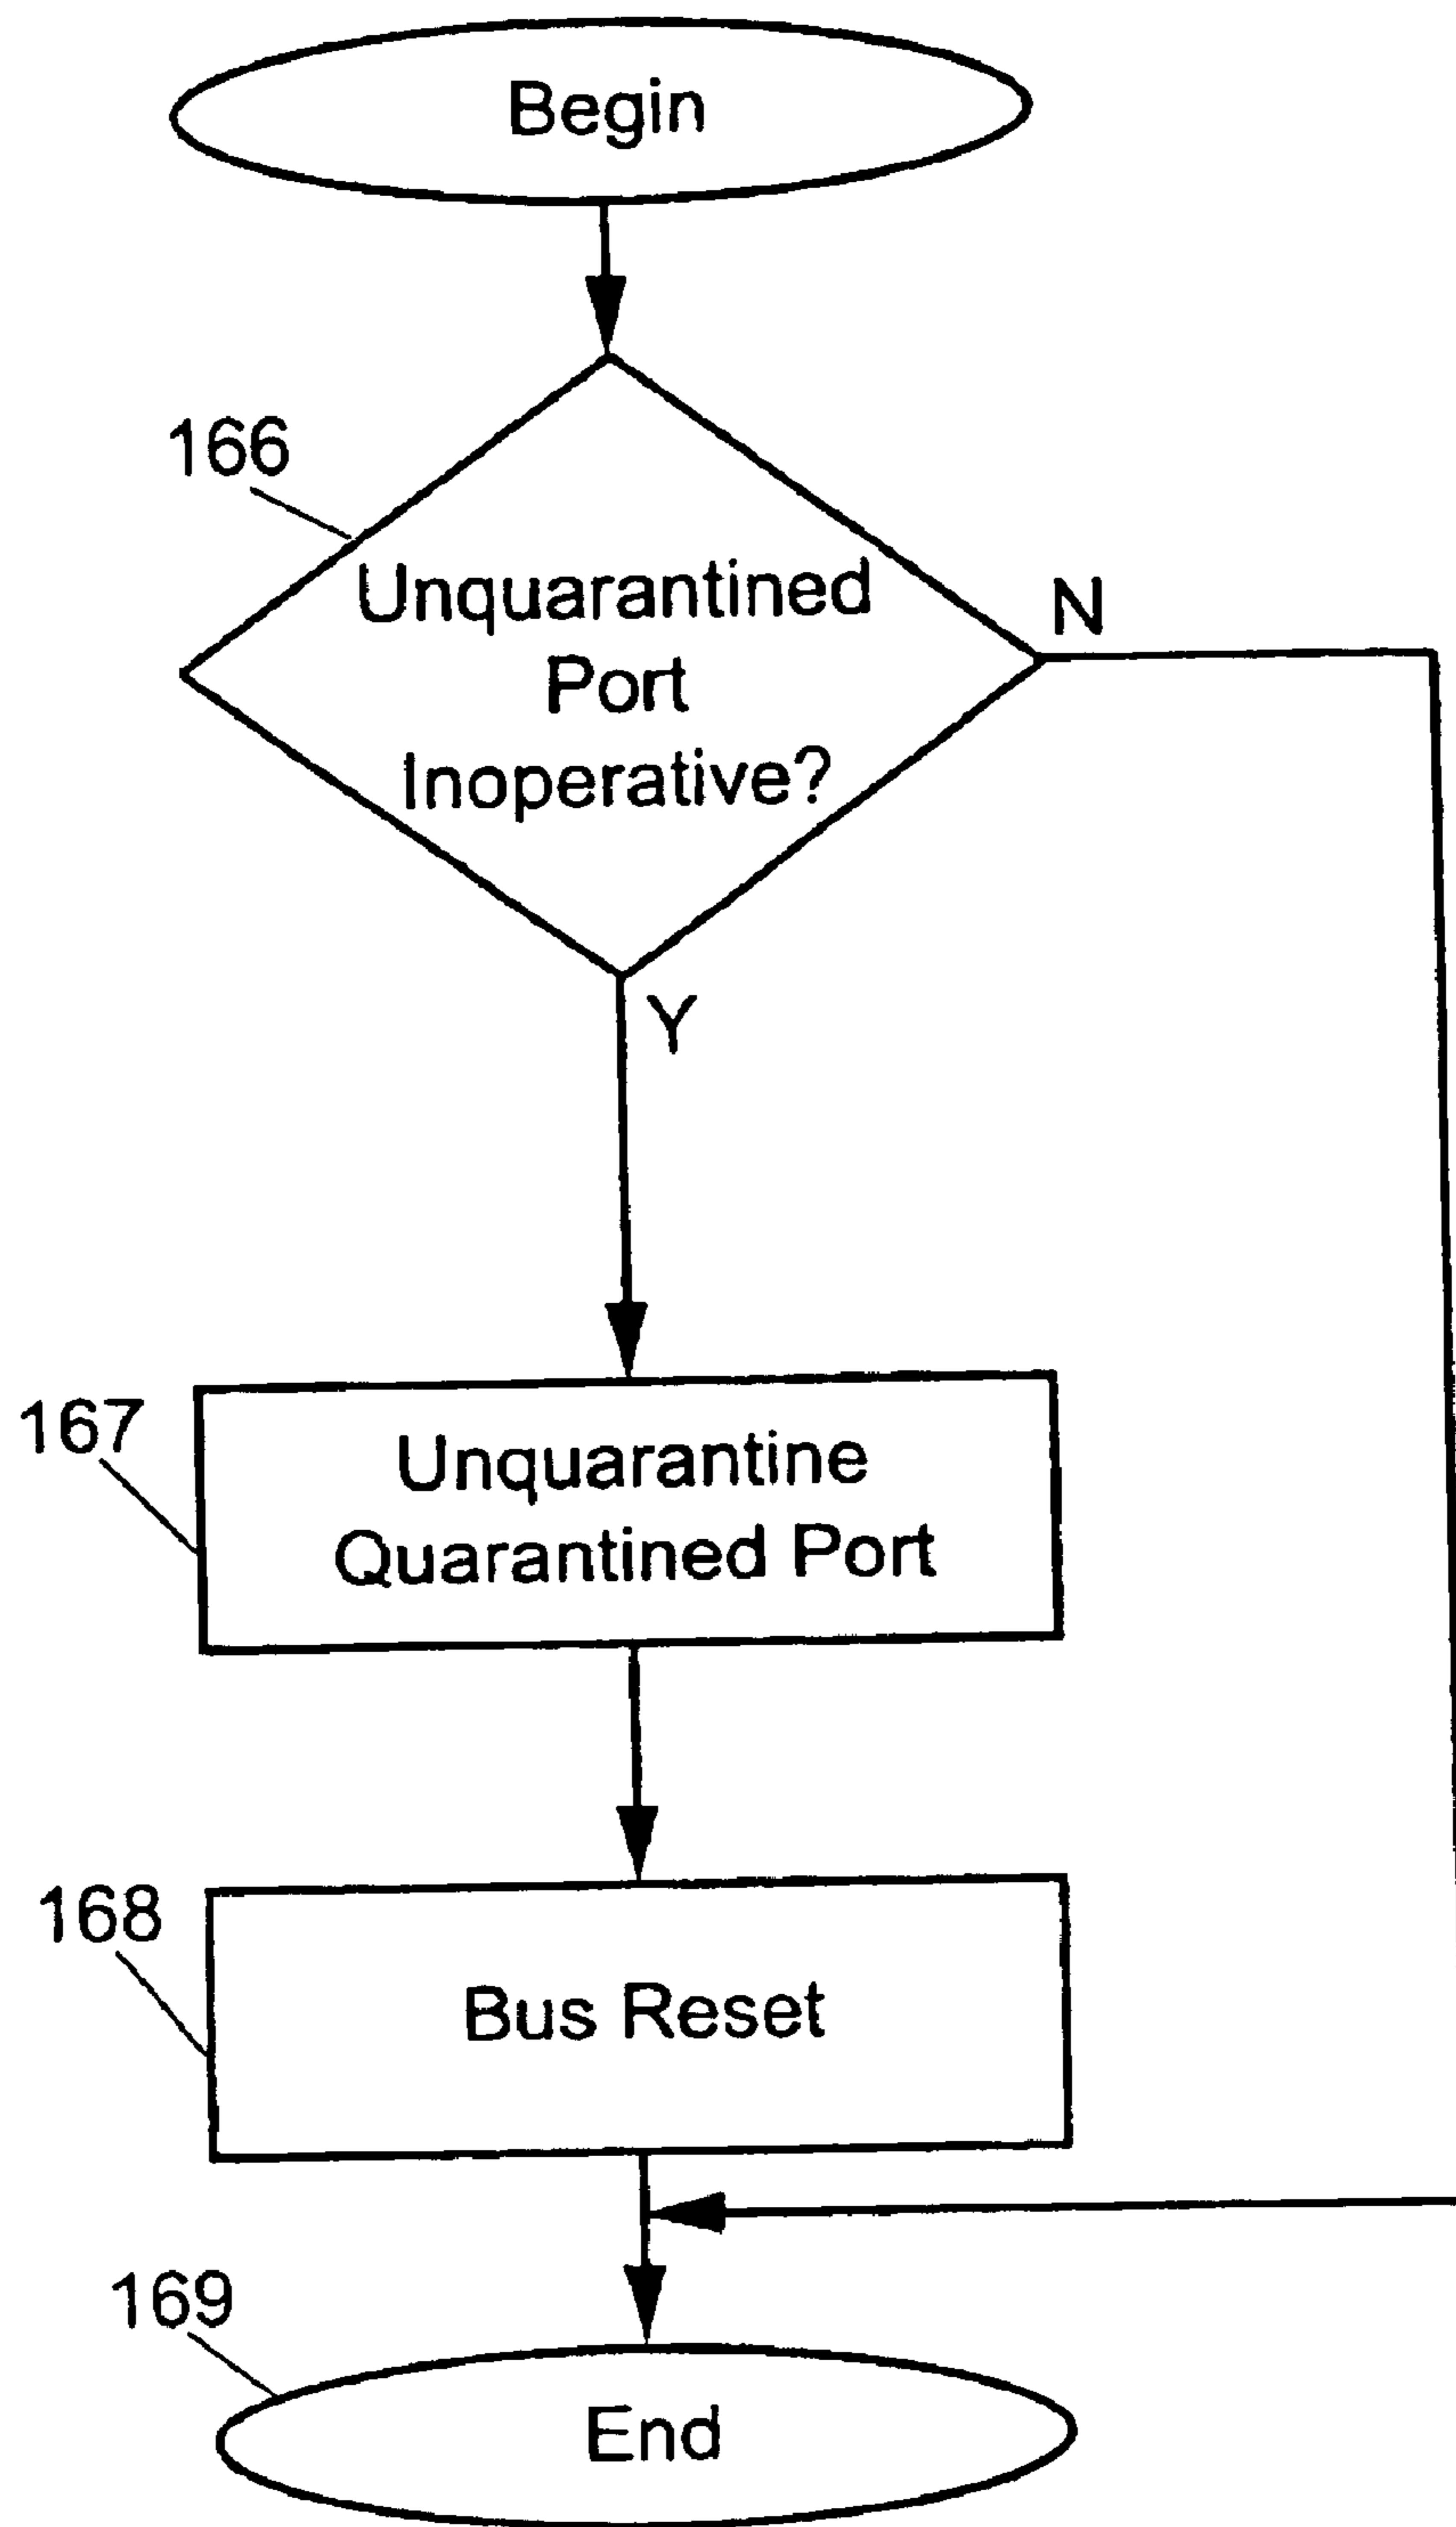 Begin
166
Unquarantined
Port
Inoperative?
N
Y
167
Unquarantine
Quarantined Port
168
Bus Reset
169
End